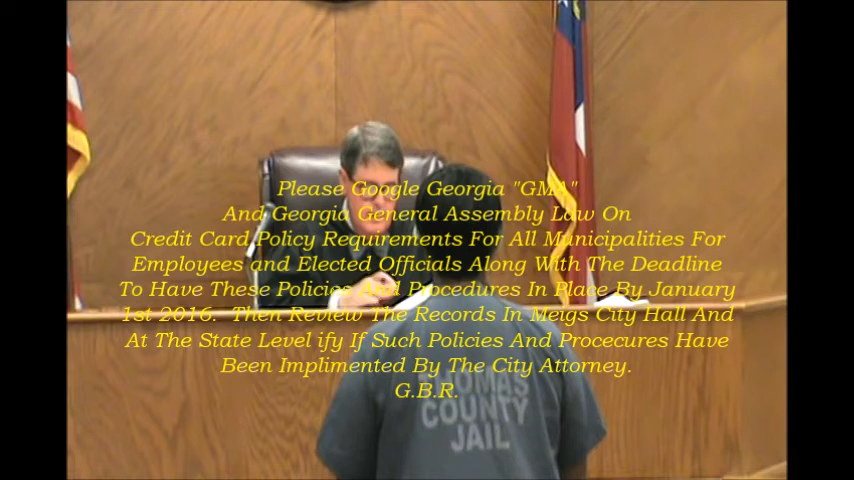 Please Google Georgia "GMA"
And Georgia General Assembly Law On
Credit Card Policy Requirements For All Municipalities For
Employees and Elected Officials Along With The Deadline
To Have These Policies And Procedures In Place By January
1st 2016. Then Review The Records In Meigs City Hall And
At The State Level ify If Such Policies And Procecures Have
Been Implimented By The City Attorney.
G.B.R.
THOMAS
COUNTY
JAIL